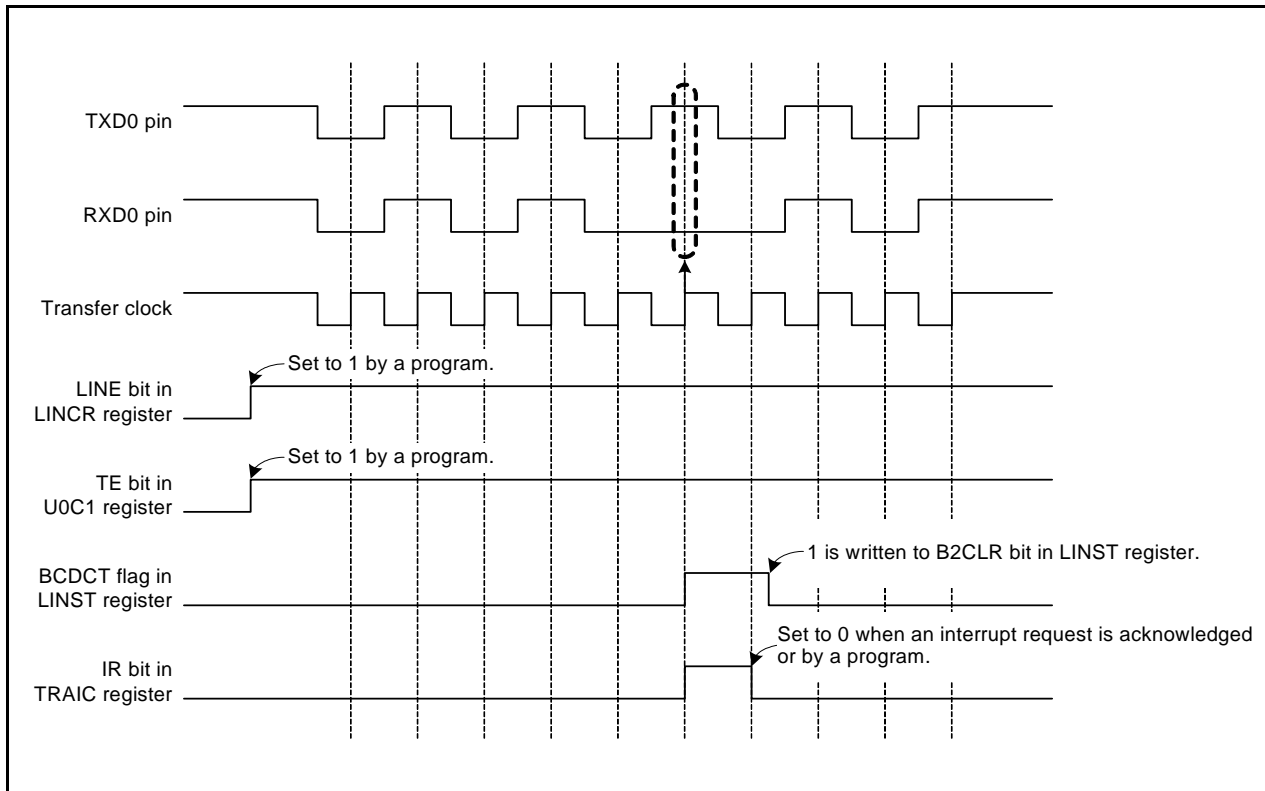 TXD0 pin
RXD0 pin
Transfer clock
Set to 1 by a program.
LINE bit in
LINCR register
Set to 1 by a program.
TE bit in
U0C1 register
1 is written to B2CLR bit in LINST register.
BCDCT flag in
LINST register
Set to 0 when an interrupt request is acknowledged
or by a program.
IR bit in
TRAIC register